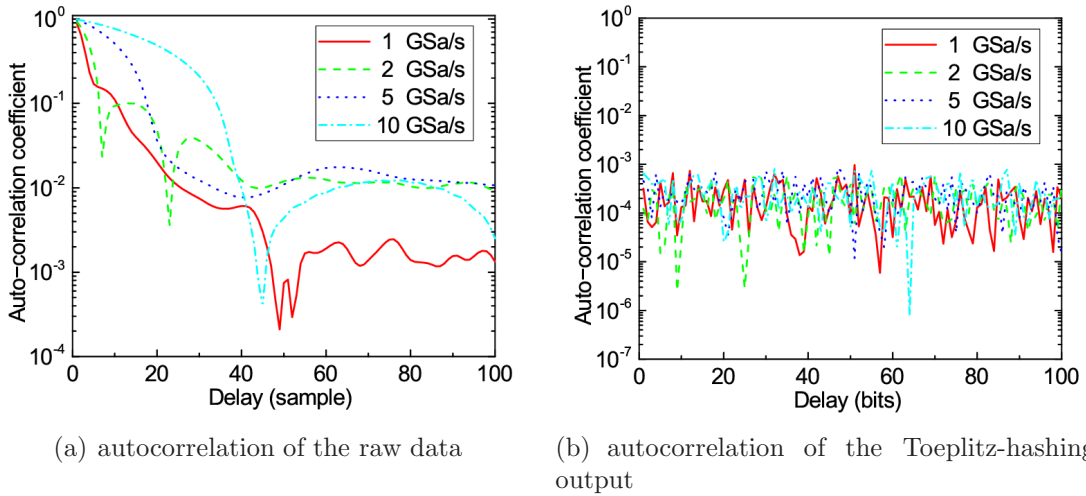 10^0
10^-1
10^-2
10^-3
10^-4
Auto-correlation coefficient
1 GSa/s
2 GSa/s
5 GSa/s
10 GSa/s
0 20 40 60 80 100
Delay (sample)
(a) autocorrelation of the raw data
10^0
10^-1
10^-2
10^-3
10^-4
10^-5
10^-6
10^-7
Auto-correlation coefficient
1 GSa/s
2 GSa/s
5 GSa/s
10 GSa/s
0 20 40 60 80 100
Delay (bits)
(b) autocorrelation of the Toeplitz-hashing
output